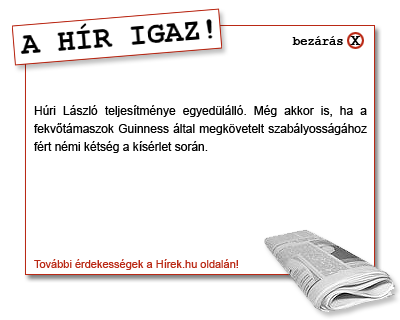 A HÍR IGAZ!
bezárás X
Húri László teljesítménye egyedülálló. Még akkor is, ha a
fekvőtámaszok Guinness által megkövetelt szabályosságához
fért némi kétség a kísérlet során.
További érdekességek a Hírek.hu oldalán!